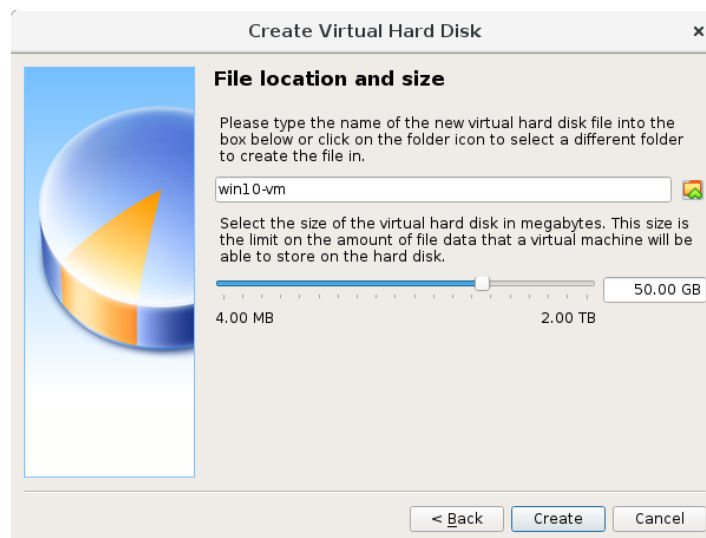 Create Virtual Hard Disk
File location and size
Please type the name of the new virtual hard disk file into the
box below or click on the folder icon to select a different folder
to create the file in.
win10-vm
Select the size of the virtual hard disk in megabytes. This size is
the limit on the amount of file data that a virtual machine will be
able to store on the hard disk.
50.00 GB
4.00 MB 2.00 TB
< Back Create Cancel